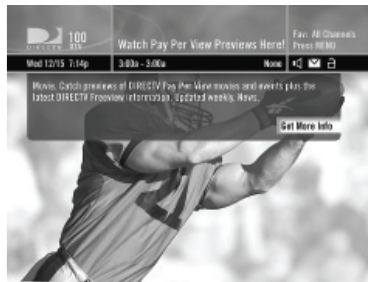 DIRECTV
100
Watch Pay Per View Previews Here!
Fav: All Channels
Press MENU
Wed 12/15 7:14p
3:00a - 3:00a
None
Movie. Catch previews of DIRECTV Pay Per View movies and events plus the
latest DIRECTV Freeview information. Updated weekly. News.
Get More Info